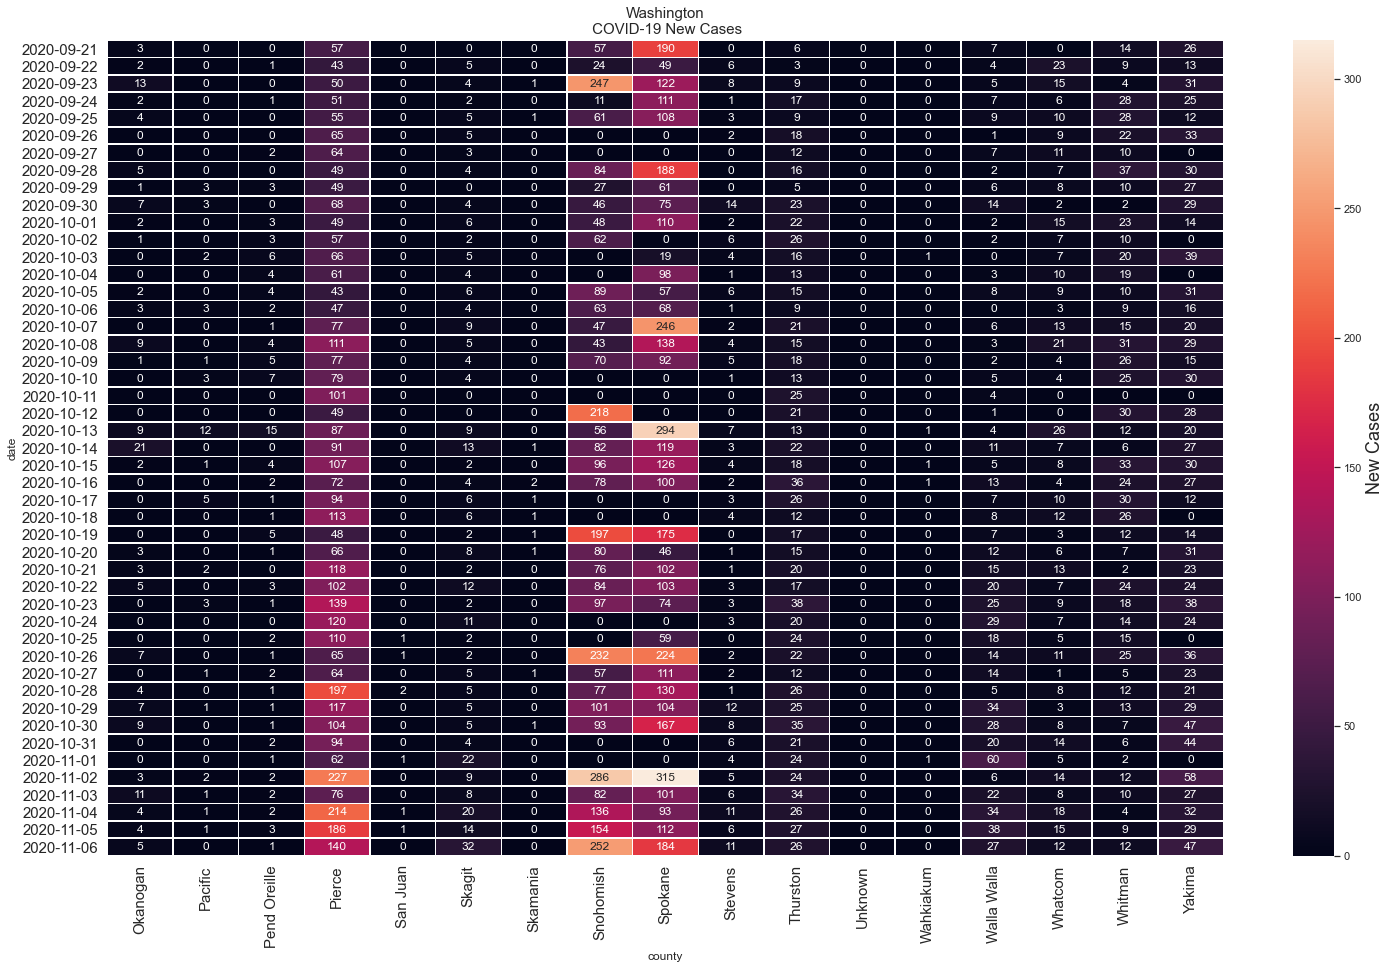 Washington
COVID-19 New Cases
2020-09-21 3 0 0 57 0 0 0 57 190 0 6 0 0 7 0 14 26
2020-09-22 2 0 1 43 0 5 0 24 49 6 3 0 0 4 23 9 13
2020-09-23 13 0 0 50 0 4 1 247 122 8 9 0 0 5 15 4 31
2020-09-24 2 0 1 51 0 2 0 11 111 1 17 0 0 7 6 28 25
2020-09-25 4 0 0 55 0 5 1 61 108 3 9 0 0 9 10 28 12
2020-09-26 0 0 0 65 0 5 0 0 0 2 18 0 0 1 9 22 33
2020-09-27 0 0 2 64 0 3 0 0 0 0 12 0 0 7 11 10 0
2020-09-28 5 0 0 49 0 4 0 84 188 0 16 0 0 2 7 37 30
2020-09-29 1 3 3 49 0 0 0 27 61 0 5 0 0 6 8 10 27
2020-09-30 7 3 0 68 0 4 0 46 75 14 23 0 0 14 2 2 29
2020-10-01 2 0 3 49 0 6 0 48 110 2 22 0 0 2 15 23 14
2020-10-02 1 0 3 57 0 2 0 62 0 6 26 0 0 2 7 10 0
2020-10-03 0 2 6 66 0 5 0 0 19 4 16 0 1 0 7 20 39
2020-10-04 0 0 4 61 0 4 0 0 98 1 13 0 0 3 10 19 0
2020-10-05 2 0 4 43 0 6 0 89 57 6 15 0 0 8 9 10 31
2020-10-06 3 3 2 47 0 4 0 63 68 1 9 0 0 0 3 9 16
2020-10-07 0 0 1 77 0 9 0 47 246 2 21 0 0 6 13 15 20
2020-10-08 9 0 4 111 0 5 0 43 138 4 15 0 0 3 21 31 29
2020-10-09 1 1 5 77 0 4 0 70 92 5 18 0 0 2 4 26 15
2020-10-10 0 3 7 79 0 4 0 0 0 1 13 0 0 5 4 25 30
2020-10-11 0 0 0 101 0 0 0 0 0 0 25 0 0 4 0 0 0
2020-10-12 0 0 0 49 0 0 0 218 0 0 21 0 0 1 0 30 28
2020-10-13 9 12 15 87 0 9 0 56 294 7 13 0 1 4 26 12 20
2020-10-14 21 0 0 91 0 13 1 82 119 3 22 0 0 11 7 6 27
2020-10-15 2 1 4 107 0 2 0 96 126 4 18 0 1 5 8 33 30
2020-10-16 0 0 2 72 0 4 2 78 100 2 36 0 1 13 4 24 27
2020-10-17 0 5 1 94 0 6 1 0 0 3 26 0 0 7 10 30 12
2020-10-18 0 0 1 113 0 6 1 0 0 4 12 0 0 8 12 26 0
2020-10-19 0 0 5 48 0 2 1 197 175 0 17 0 0 7 3 12 14
2020-10-20 3 0 1 66 0 8 1 80 46 1 15 0 0 12 6 7 31
2020-10-21 3 2 0 118 0 2 0 76 102 1 20 0 0 15 13 2 23
2020-10-22 5 0 3 102 0 12 0 84 103 3 17 0 0 20 7 24 24
2020-10-23 0 3 1 139 0 2 0 97 74 3 38 0 0 25 9 18 38
2020-10-24 0 0 0 120 0 11 0 0 0 3 20 0 0 29 7 14 24
2020-10-25 0 0 2 110 1 2 0 0 59 0 24 0 0 18 5 15 0
2020-10-26 7 0 1 65 1 2 0 232 224 2 22 0 0 14 11 25 36
2020-10-27 0 1 2 64 0 5 1 57 111 2 12 0 0 14 1 5 23
2020-10-28 4 0 1 197 2 5 0 77 130 1 26 0 0 5 8 12 21
2020-10-29 7 1 1 117 0 5 0 101 104 12 25 0 0 34 3 13 29
2020-10-30 9 0 1 104 0 5 1 93 167 8 35 0 0 28 8 7 47
2020-10-31 0 0 2 94 0 4 0 0 0 6 21 0 0 20 14 6 44
2020-11-01 0 0 1 62 1 22 0 0 0 4 24 0 1 60 5 2 0
2020-11-02 3 2 2 227 0 9 0 286 315 5 24 0 0 6 14 12 58
2020-11-03 11 1 2 76 0 8 0 82 101 6 34 0 0 22 8 10 27
2020-11-04 4 1 2 214 1 20 0 136 93 11 26 0 0 34 18 4 32
2020-11-05 4 1 3 186 1 14 0 154 112 6 27 0 0 38 15 9 29
2020-11-06 5 0 1 140 0 32 0 252 184 11 26 0 0 27 12 12 47
Okanogan Pacific Pend Oreille Pierce San Juan Skagit Skamania Snohomish Spokane Stevens Thurston Unknown Wahkiakum Walla Walla Whatcom Whitman Yakima
county
date
300
250
200
150
100
50
0
New Cases